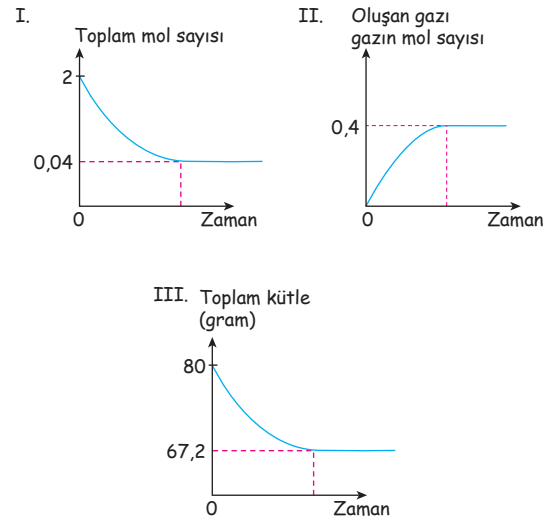 I.
Toplam mol sayısı
2
0,04
0
Zaman
II.
Oluşan gazı
gazın mol sayısı
0,4
0
Zaman
III. Toplam kütle
(gram)
80
67,2
0
Zaman